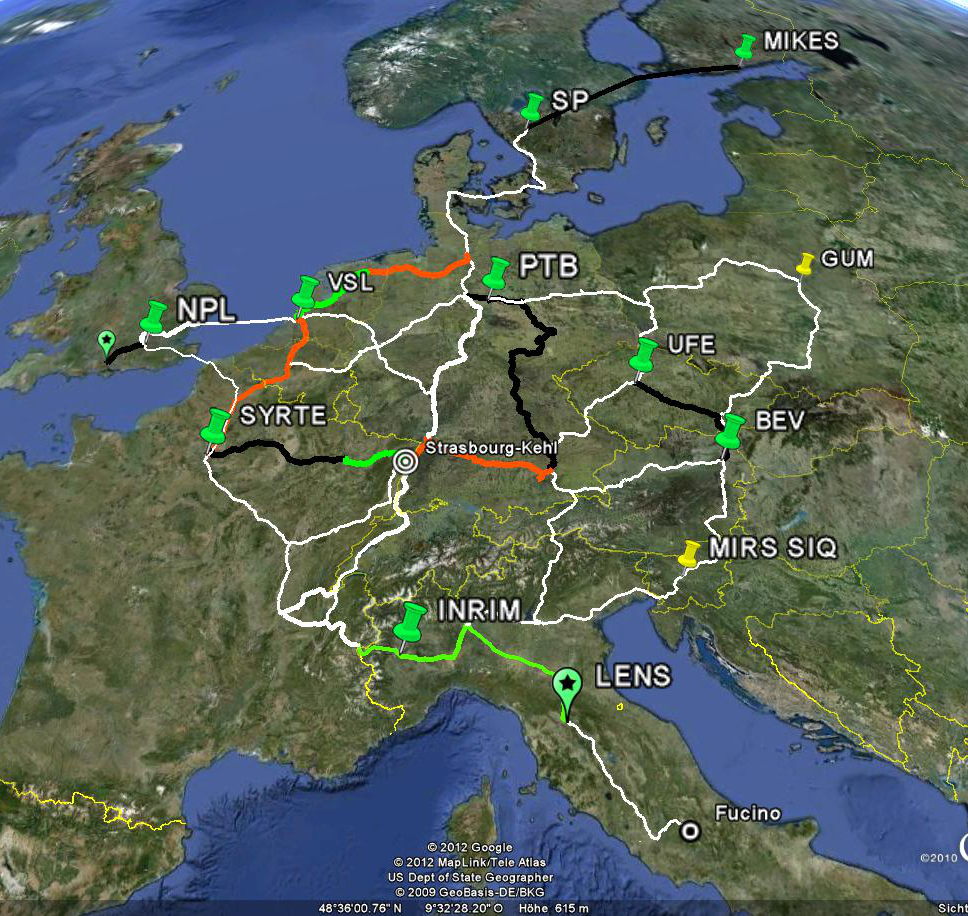 MIKES
SP
PTB
GUM
VSL
NPL
UFE
SYRTE
BEV
Strasbourg-Kehl
MIRS SIQ
INRIM
LENS
Fucino
© 2012 Google
© 2012 MapLink/Tele Atlas
US Dept of State Geographer
© 2009 GeoBasis-DE/BKG
©2010
48°36'00.76" N 9°32'28.20" O Höhe 615 m
Sicht